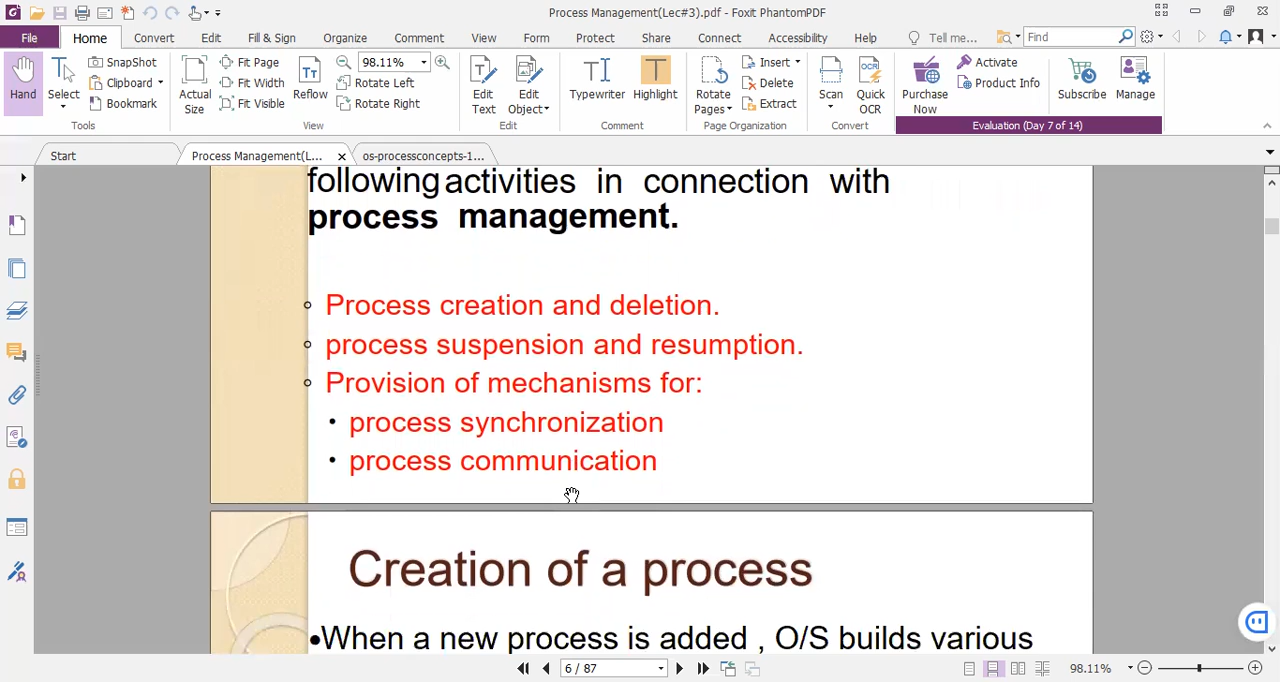 Process Management(Lec#3).pdf - Foxit PhantomPDF
File Home Convert Edit Fill & Sign Organize Comment View Form Protect Share Connect Accessibility Help Tell me... Find
Hand Select SnapShot Clipboard Bookmark
Actual Size Fit Page Fit Width Fit Visible Reflow 98.11% Rotate Left Rotate Right
Edit Text Edit Object
Typewriter Highlight
Rotate Pages Insert Delete Extract
Scan Quick OCR
Purchase Now Activate Product Info
Subscribe Manage
Tools View Edit Comment Page Organization Convert Evaluation (Day 7 of 14)
Start Process Management(L... os-processconcepts-1...
following activities in connection with
process management.
Process creation and deletion.
process suspension and resumption.
Provision of mechanisms for:
process synchronization
process communication
Creation of a process
•When a new process is added , O/S builds various
6 / 87 98.11%